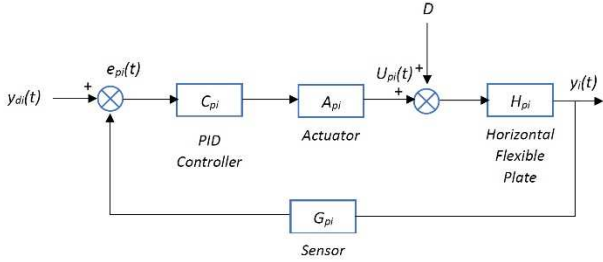 D
e_pi(t)
U_pi(t)
+
y_i(t)
y_di(t)
+
+
C_pi
A_pi
H_pi
PID
Controller
Actuator
Horizontal
Flexible
Plate
G_pi
Sensor